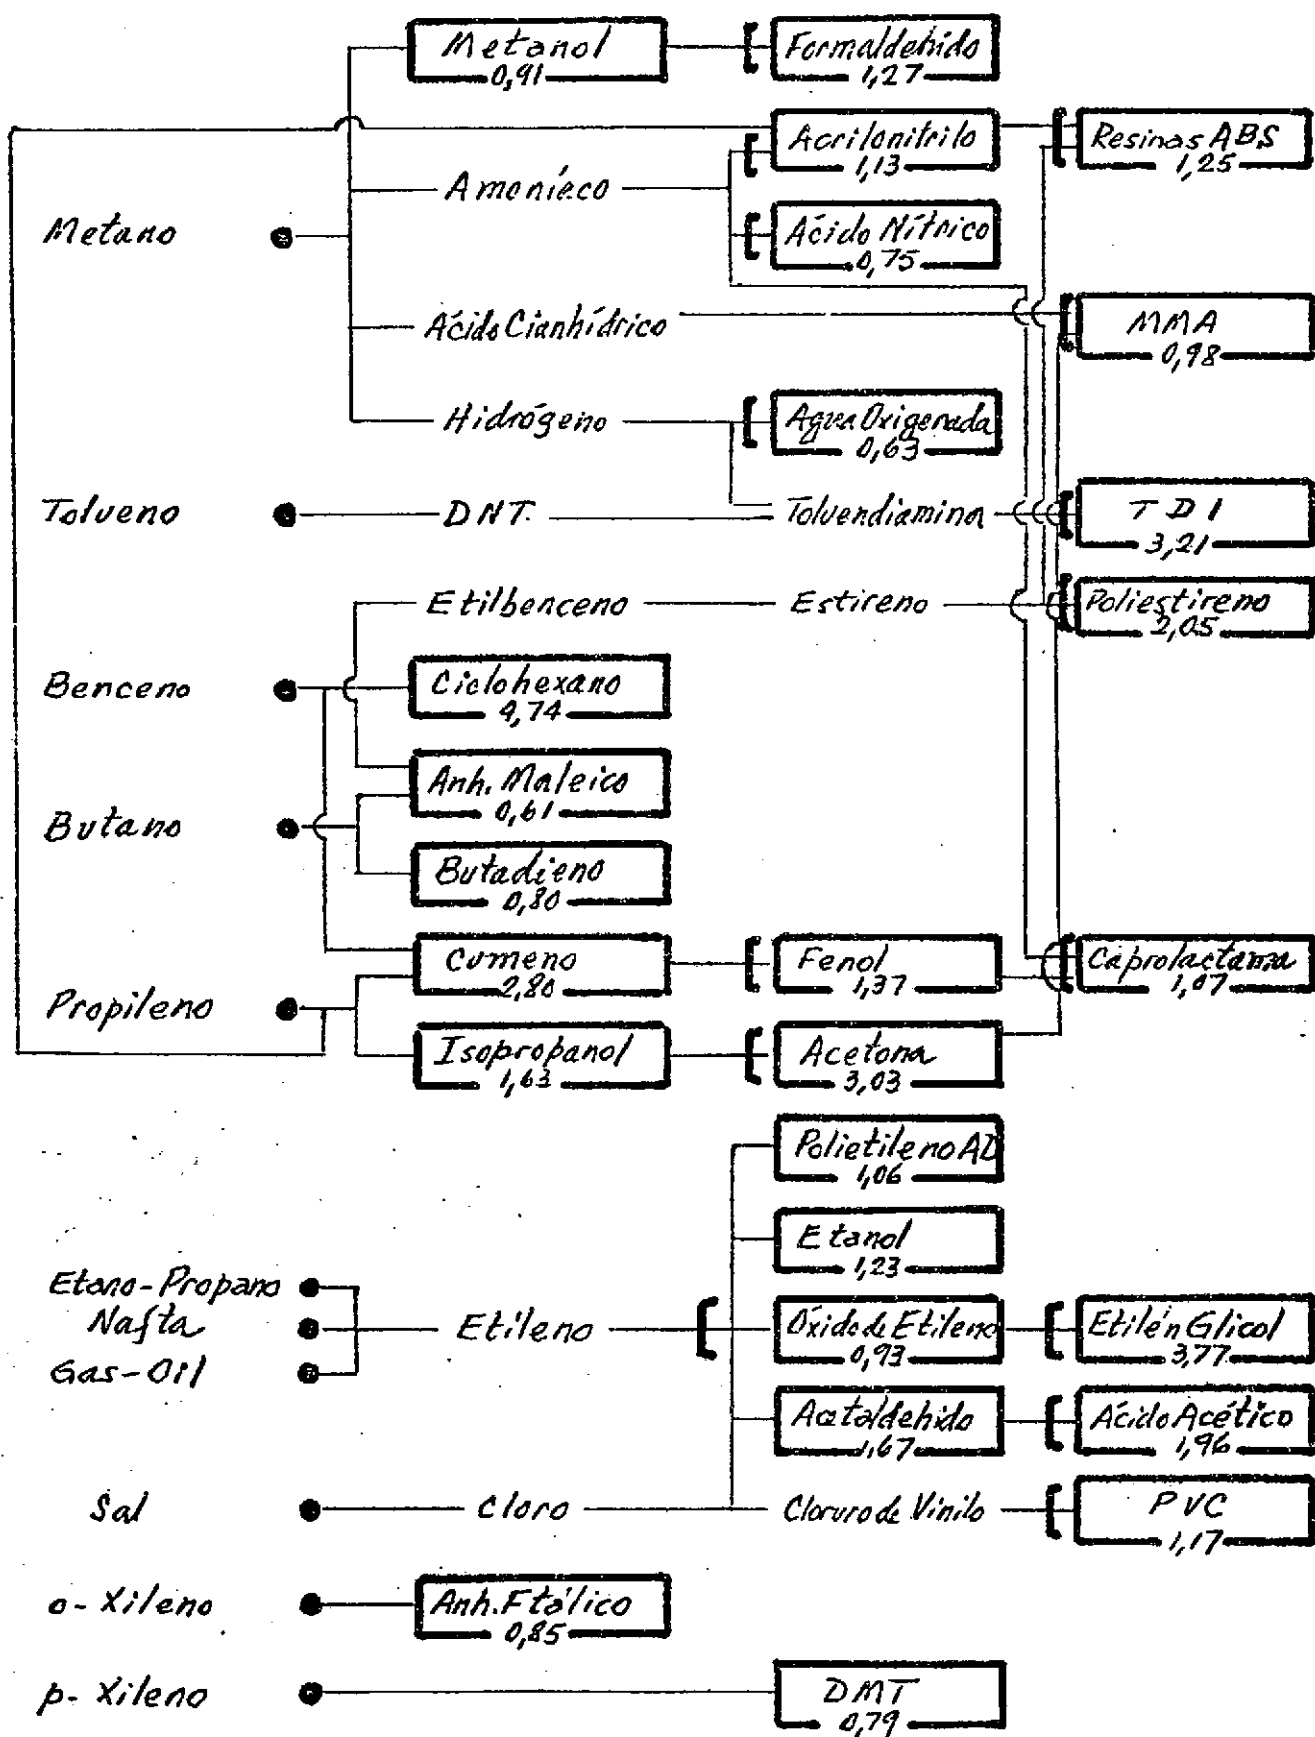 Metanol
0,91
Formaldehido
1,27
Acrilonitrilo
1,13
Resinas ABS
1,25
Amoníeco
Metano
Ácido Nítrico
0,75
Ácido Cianhídrico
MMA
0,98
Hidrógeno
Agua Oxigenada
0,63
Tolueno
DNT.
Toluendiamina
TDI
3,21
Etilbenceno
Estireno
Poliestireno
2,05
Benceno
Ciclohexano
4,74
Anh. Maleico
0,61
Butano
Butadieno
0,80
Cumeno
2,80
Fenol
1,37
Caprolactama
1,07
Propileno
Isopropanol
1,63
Acetona
3,03
Polietileno AD
1,06
Etanol
1,23
Etano-Propano
Nafta
Gas-Oil
Etileno
Óxido de Etileno
0,93
Etilén Glicol
3,77
Acetaldehido
1,67
Ácido Acético
1,96
Sal
Cloro
Cloruro de Vinilo
PVC
1,17
o-Xileno
Anh. Ftálico
0,85
p-Xileno
DMT
0,79